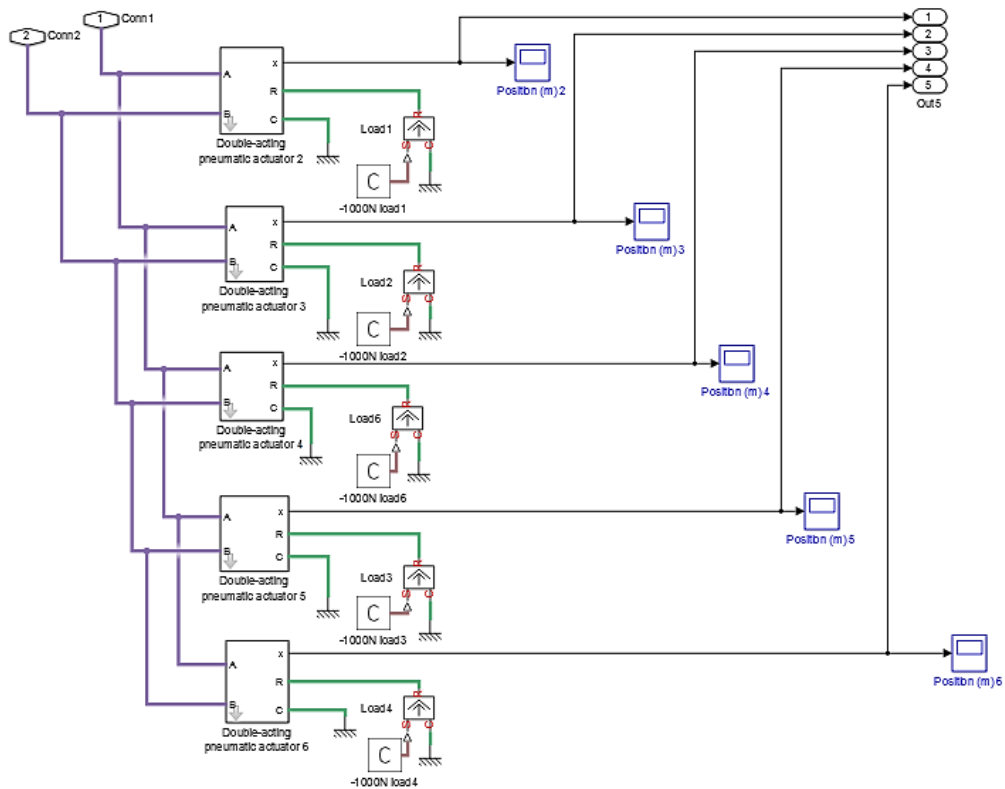 1 Conn1
2 Conn2
1
2
3
4
5
Out5
A
B
x
R
C
Double-acting
pneumatic actuator 2
Position (m) 2
Load1
R
S
C
C
-1000N load1
A
B
x
R
C
Double-acting
pneumatic actuator 3
Position (m) 3
Load2
R
S
C
C
-1000N load2
A
B
x
R
C
Double-acting
pneumatic actuator 4
Position (m) 4
Load6
R
S
C
C
-1000N load6
A
B
x
R
C
Double-acting
pneumatic actuator 5
Position (m) 5
Load3
R
S
C
C
-1000N load3
A
B
x
R
C
Double-acting
pneumatic actuator 6
Position (m) 6
Load4
R
S
C
C
-1000N load4